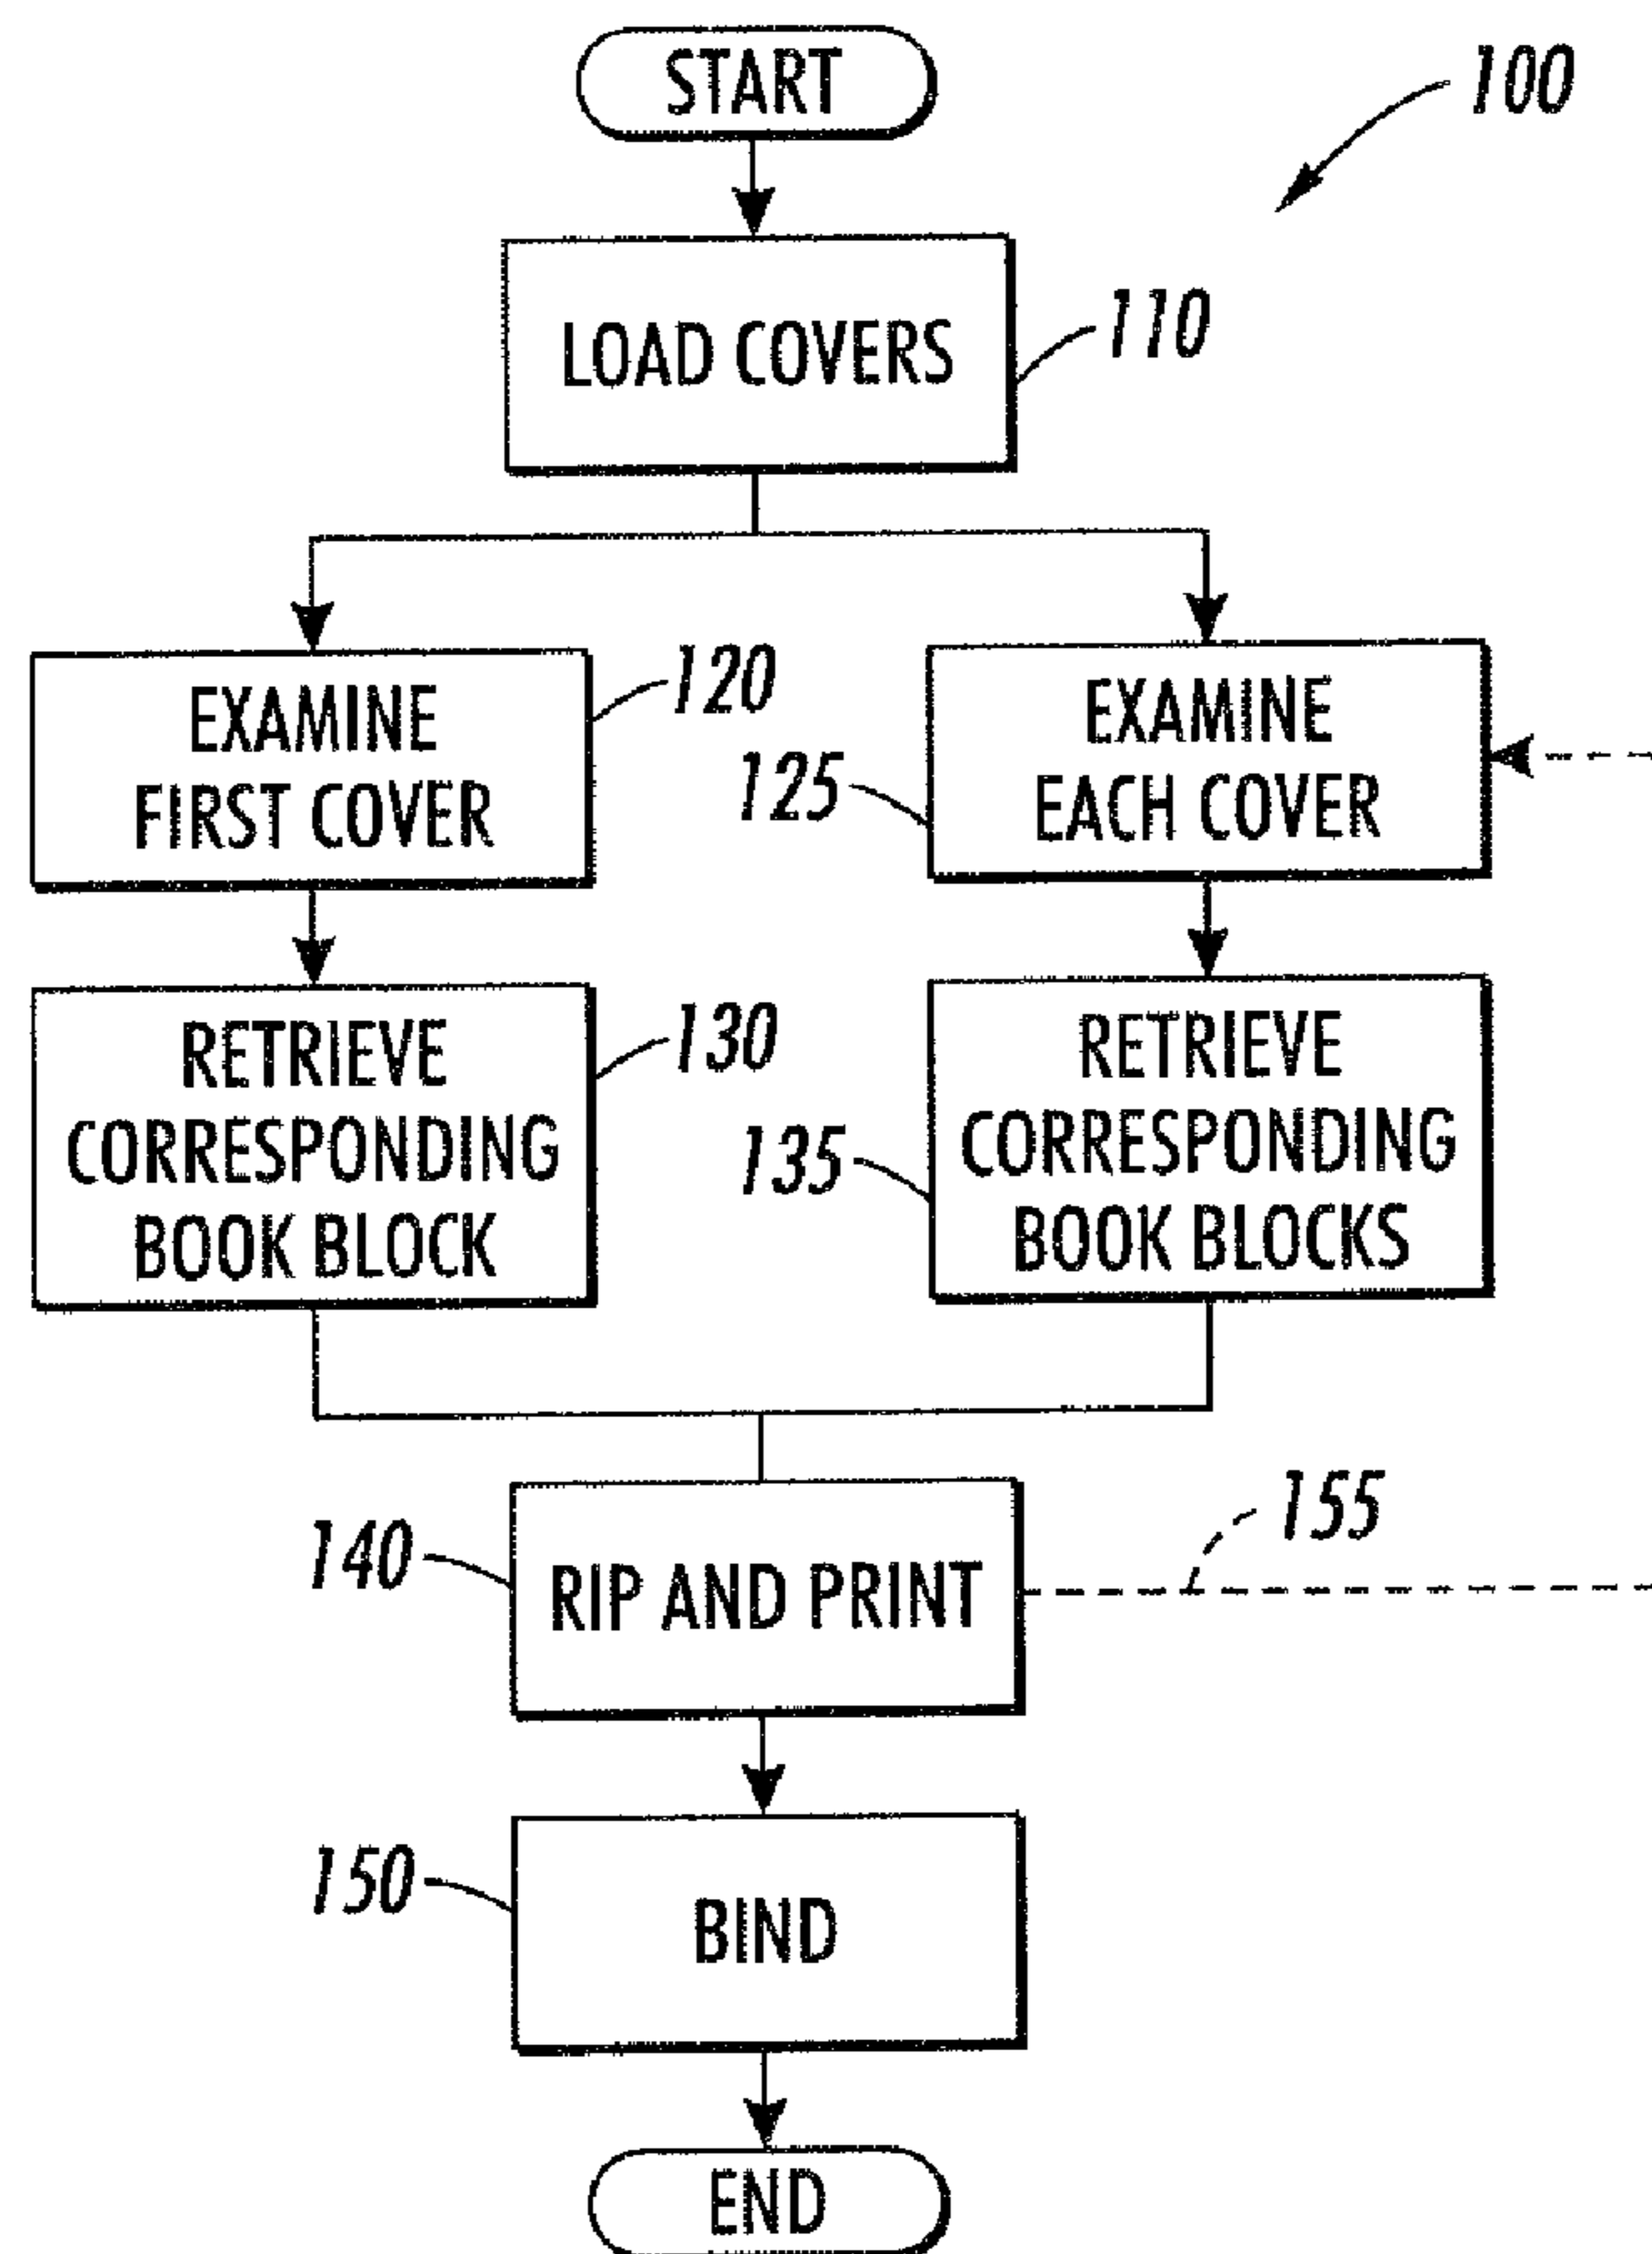 START
100
LOAD COVERS
110
EXAMINE
FIRST COVER
120
125
EXAMINE
EACH COVER
RETRIEVE
CORRESPONDING
BOOK BLOCK
130
135
RETRIEVE
CORRESPONDING
BOOK BLOCKS
140
RIP AND PRINT
155
150
BIND
END